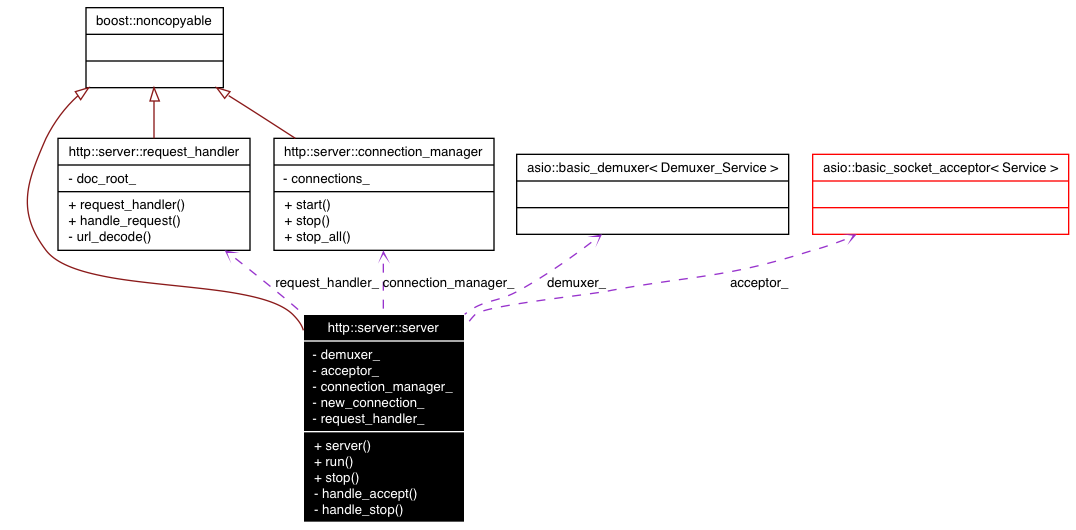 boost::noncopyable
http::server::request_handler
- doc_root_
+ request_handler()
+ handle_request()
- url_decode()
http::server::connection_manager
- connections_
+ start()
+ stop()
+ stop_all()
asio::basic_demuxer< Demuxer_Service >
asio::basic_socket_acceptor< Service >
request_handler_
connection_manager_
demuxer_
acceptor_
http::server::server
- demuxer_
- acceptor_
- connection_manager_
- new_connection_
- request_handler_
+ server()
+ run()
+ stop()
- handle_accept()
- handle_stop()